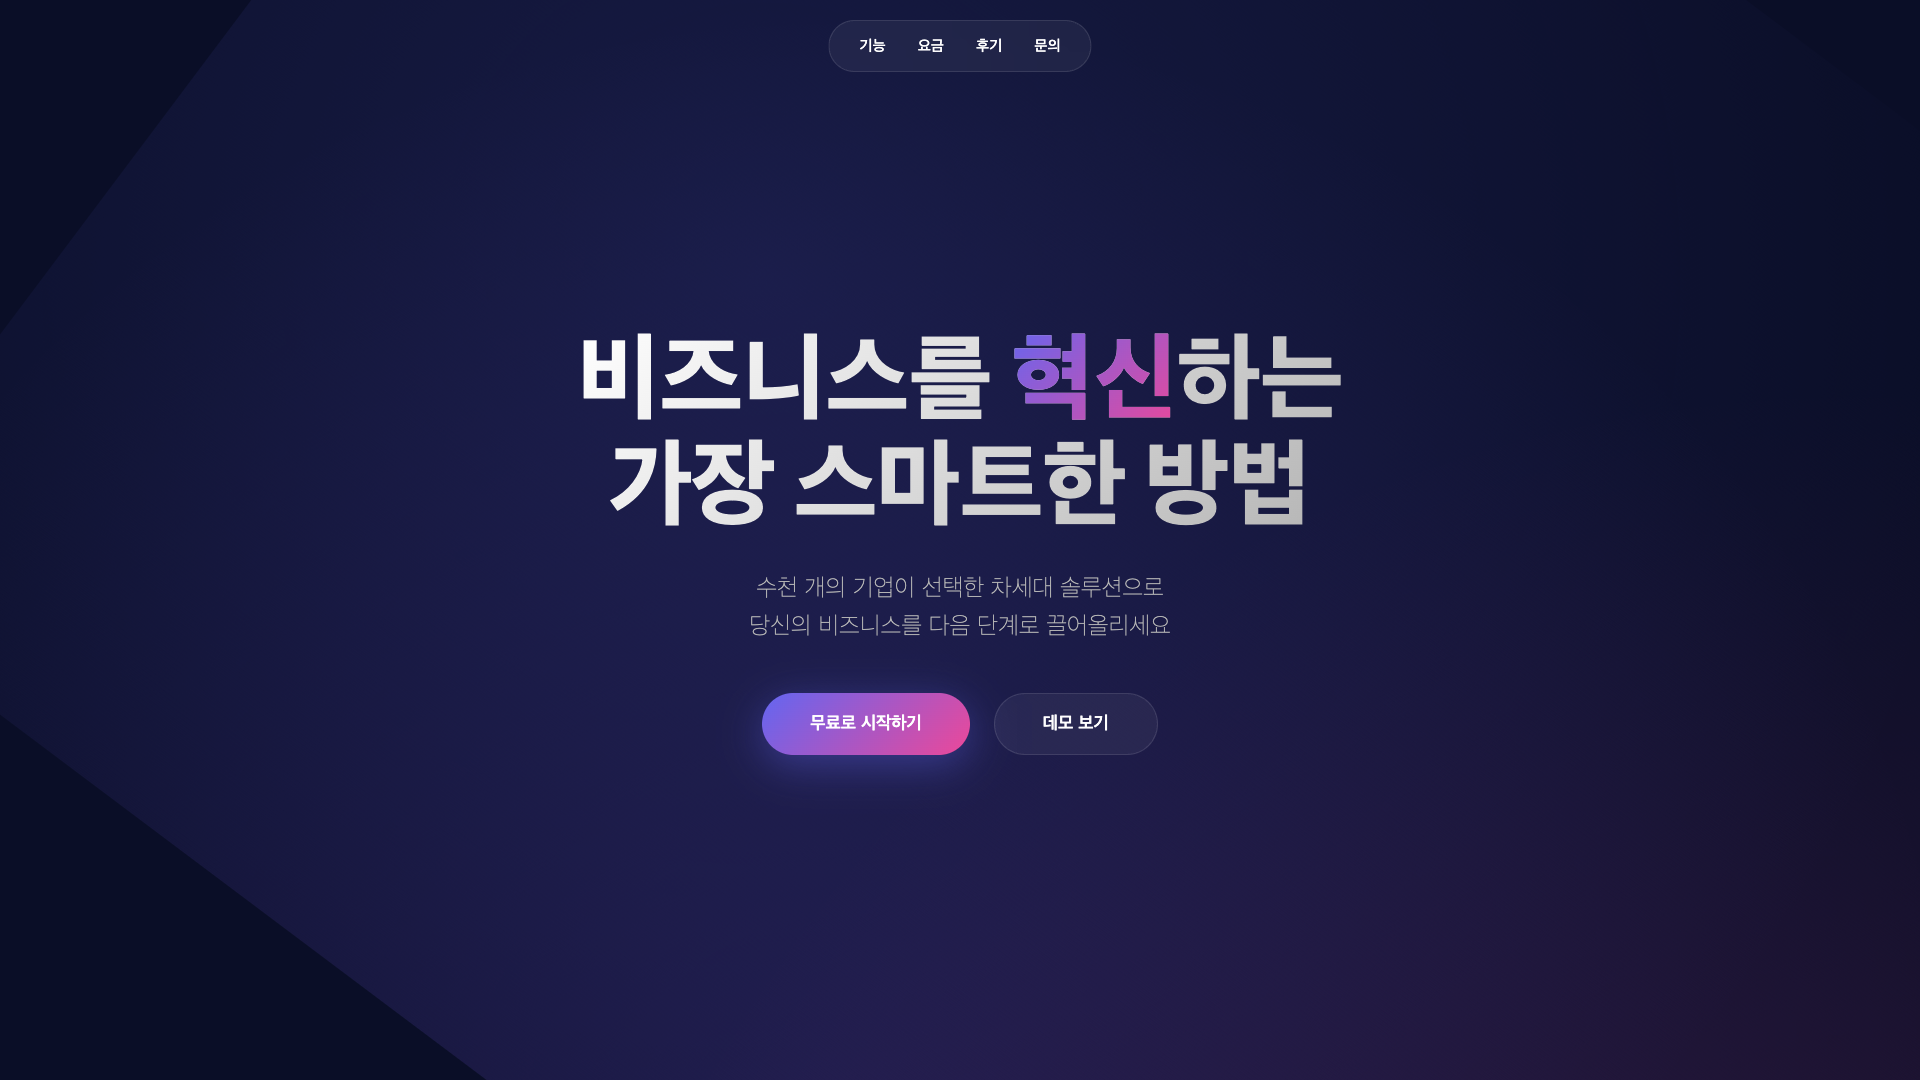 기능 요금 후기 문의
비즈니스를 혁신하는
가장 스마트한 방법
수천 개의 기업이 선택한 차세대 솔루션으로
당신의 비즈니스를 다음 단계로 끌어올리세요
무료로 시작하기 데모 보기